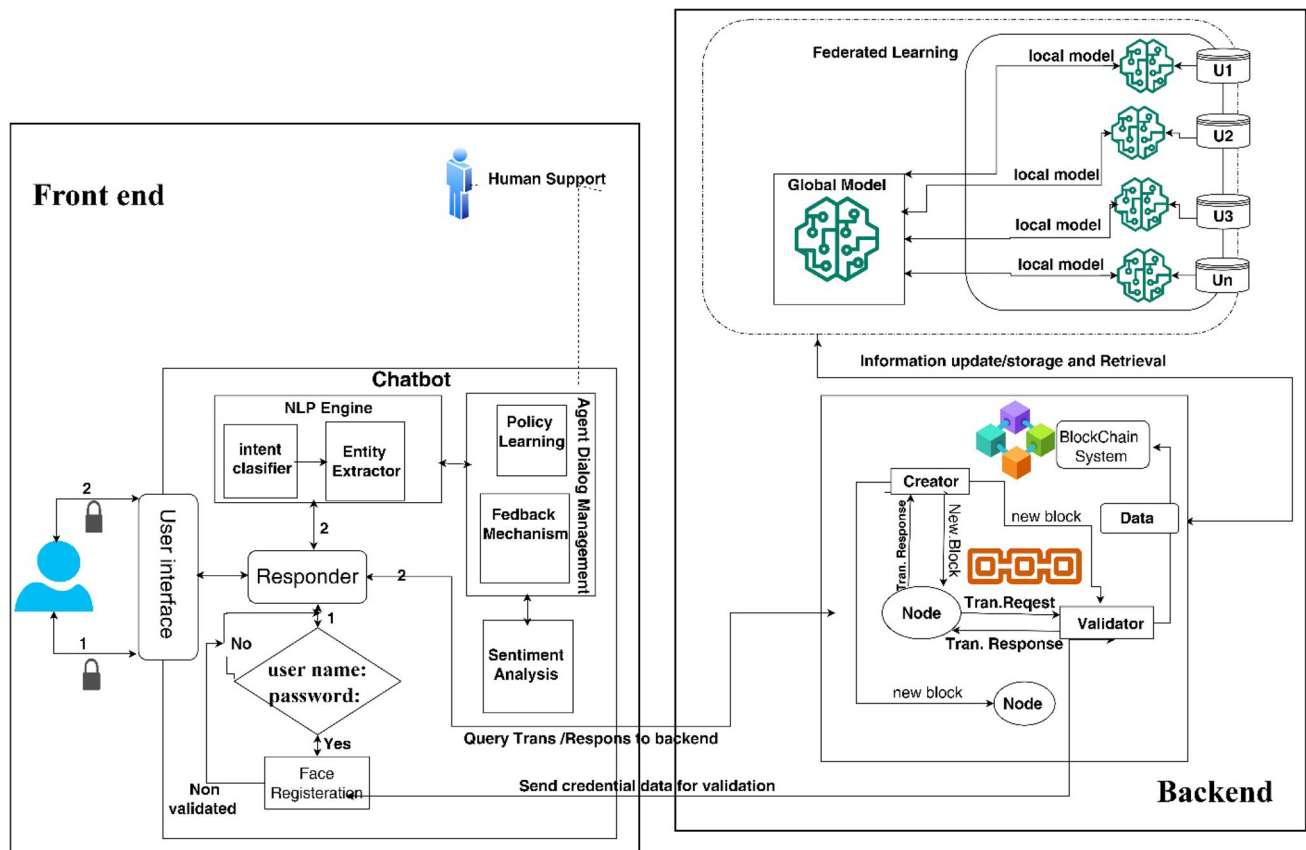 Front end
Human Support
Chatbot
NLP Engine
intent
clasifier
Entity
Extractor
Policy
Learning
Fedback
Mechanism
Agent Dialog Management
Sentiment
Analysis
2
1
User interface
2
Responder
2
1
No
user name:
password:
Yes
Face
Registeration
Non
validated
Query Trans /Respons to backend
Send credential data for validation
Federated Learning
local model
U1
U2
local model
U3
local model
local model
Un
Global Model
Information update/storage and Retrieval
BlockChain
System
Creator
new block
Data
Tran. Response
New.Block
Node
Tran.Reqest
Validator
Tran. Response
new block
Node
Backend